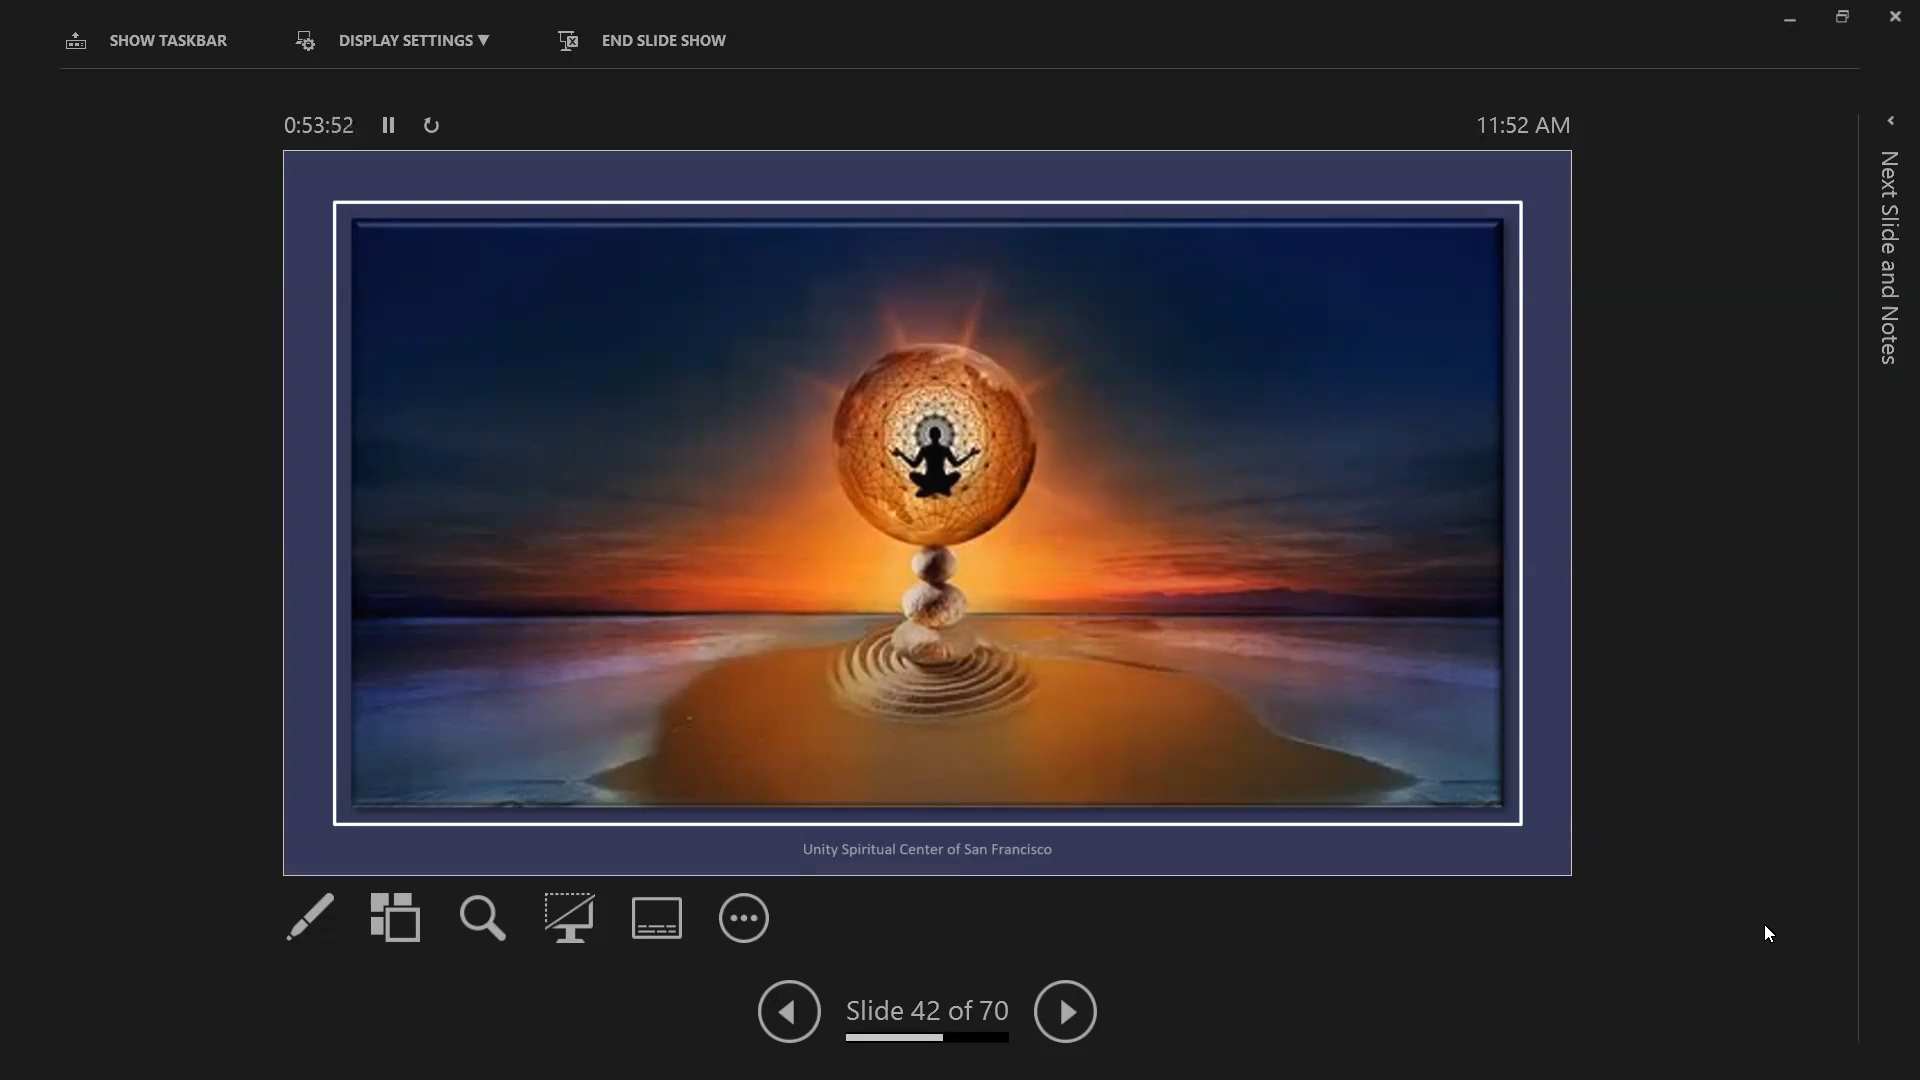 SHOW TASKBAR
DISPLAY SETTINGS ▼
END SLIDE SHOW
0:53:52
11:52 AM
Next Slide and Notes
Unity Spiritual Center of San Francisco
Slide 42 of 70